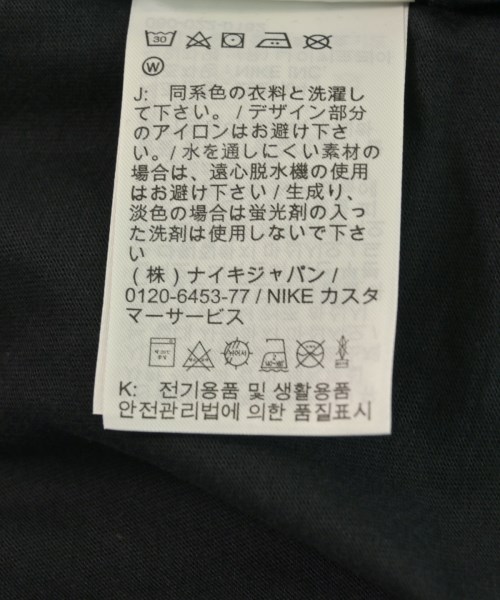 30
W
J: 同系色の衣料と洗濯し
て下さい。/ デザイン部分
のアイロンはお避け下さ
い。/ 水を通しにくい素材の
場合は、遠心脱水機の使用
はお避け下さい / 生成り、
淡色の場合は蛍光剤の入っ
た洗剤は使用しないで下さ
い
(株) ナイキジャパン /
0120-6453-77 / NIKE カスタ
マーサービス
K: 전기용품 및 생활용품
안전관리법에 의한 품질표시